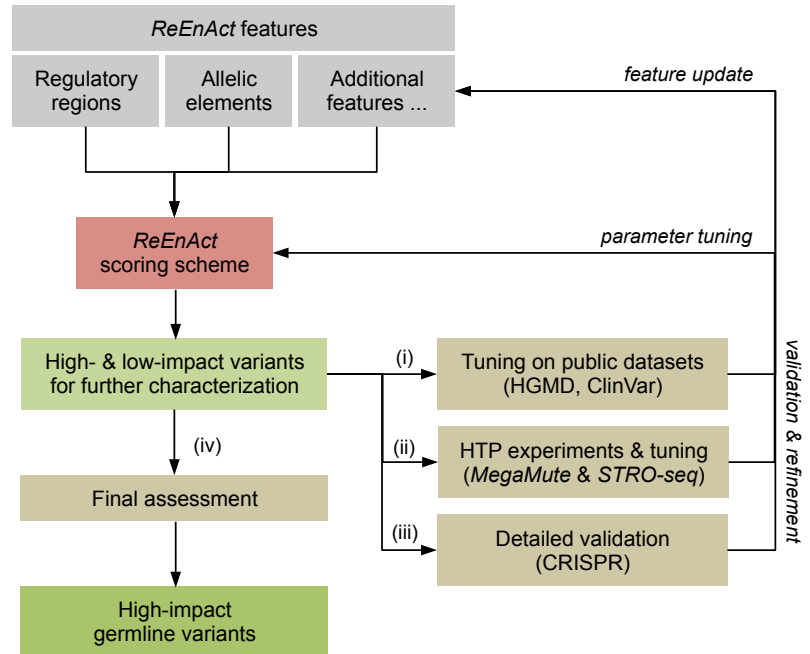 ReEnAct features
Regulatory
regions
Allelic
elements
Additional
features ...
feature update
ReEnAct
scoring scheme
parameter tuning
High- & low-impact variants
for further characterization
(i)
Tuning on public datasets
(HGMD, ClinVar)
(ii)
HTP experiments & tuning
(MegaMute & STRO-seq)
(iii)
Detailed validation
(CRISPR)
validation & refinement
(iv)
Final assessment
High-impact
germline variants